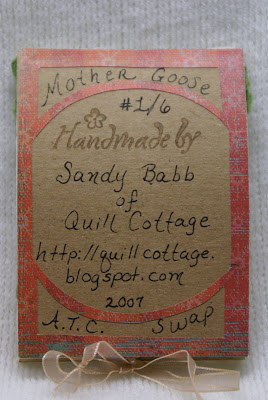 Mother Goose
#1/6
Handmade by
Sandy Babb
of
Quill Cottage
http://quillcottage.
blogspot.com
2007
A.T.C. Swap